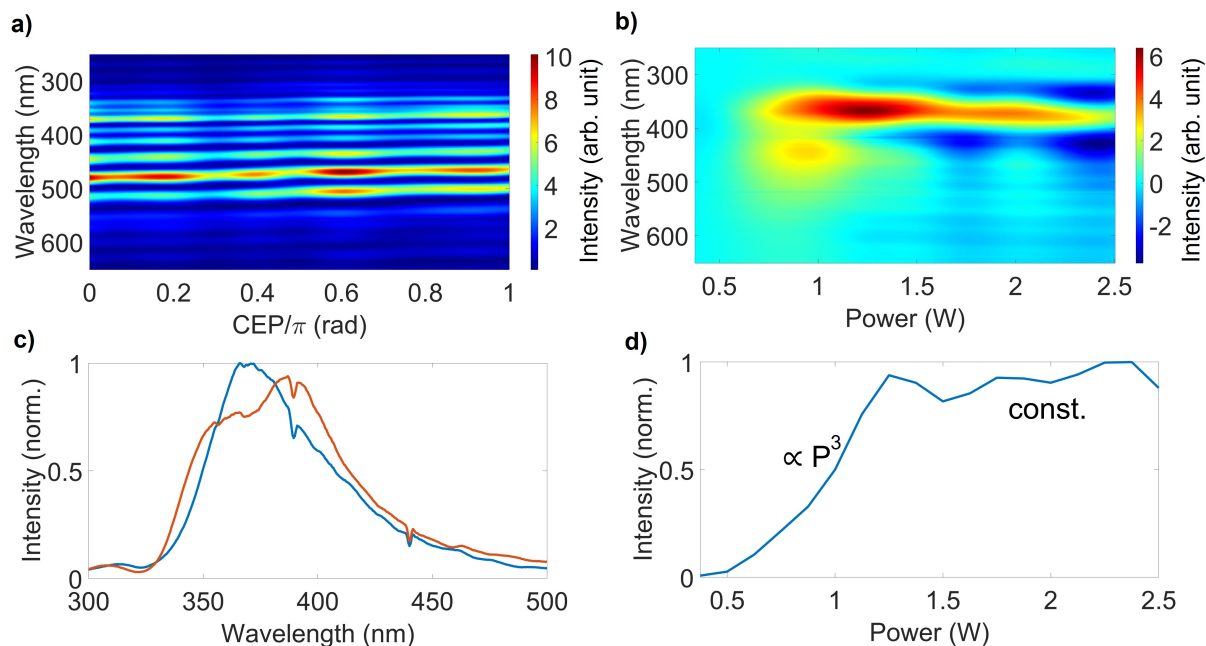 a)
Wavelength (nm)
300
400
500
600
0
0.2
0.4
0.6
0.8
1
CEP/π (rad)
10
8
6
4
2
Intensity (arb. unit)
b)
Wavelength (nm)
300
400
500
600
0.5
1
1.5
2
2.5
Power (W)
6
4
2
0
-2
Intensity (arb. unit)
c)
Intensity (norm.)
1
0.5
0
300
350
400
450
500
Wavelength (nm)
d)
Intensity (norm.)
1
0.5
0
∝ P³
const.
0.5
1
1.5
2
2.5
Power (W)